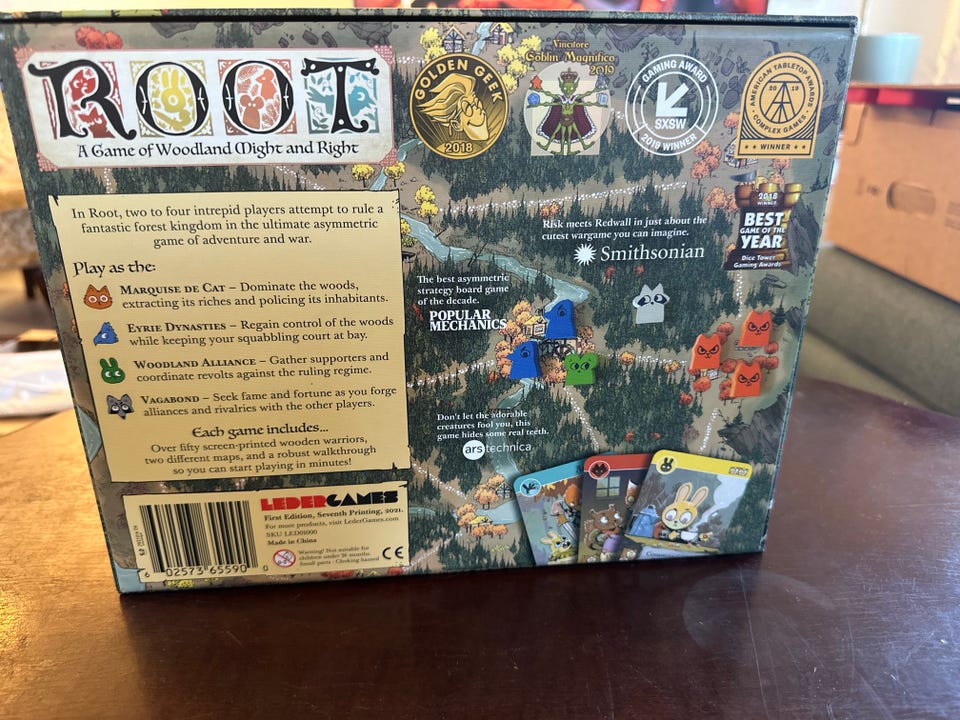 ROOT
A Game of Woodland Might and Right
GOLDEN GEEK
2018
Vincitore
Goblin Magnifico
2019
GAMING AWARD
SXSW
2019 WINNER
AMERICAN TABLETOP AWARDS
2019
COMPLEX GAMES
WINNER
2018
WINNER
BEST
GAME OF THE
YEAR
Dice Tower
Gaming Awards
In Root, two to four intrepid players attempt to rule a
fantastic forest kingdom in the ultimate asymmetric
game of adventure and war.
Play as the:
MARQUISE DE CAT – Dominate the woods,
extracting its riches and policing its inhabitants.
EYRIE DYNASTIES – Regain control of the woods
while keeping your squabbling court at bay.
WOODLAND ALLIANCE – Gather supporters and
coordinate revolts against the ruling regime.
VAGABOND – Seek fame and fortune as you forge
alliances and rivalries with the other players.
Each game includes...
Over fifty screen-printed wooden warriors,
two different maps, and a robust walkthrough
so you can start playing in minutes!
Risk meets Redwall in just about the
cutest wargame you can imagine.
Smithsonian
The best asymmetric
strategy board game
of the decade.
POPULAR
MECHANICS
Don't let the adorable
creatures fool you, this
game hides some real teeth.
ars technica
LEDERGAMES
First Edition, Seventh Printing, 2021.
For more products, visit LederGames.com
SKU LED01000
Made in China
Warning! Not suitable for
children under 36 months.
Small parts - Choking hazard
CE
6 02573 65590 0